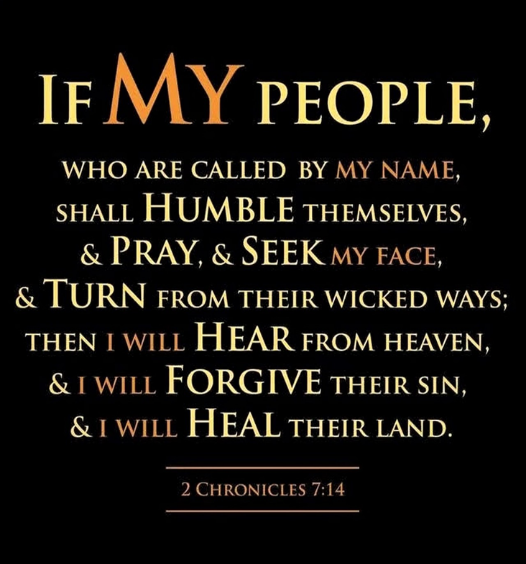 IF MY PEOPLE,
WHO ARE CALLED BY MY NAME,
SHALL HUMBLE THEMSELVES,
& PRAY, & SEEK MY FACE,
& TURN FROM THEIR WICKED WAYS;
THEN I WILL HEAR FROM HEAVEN,
& I WILL FORGIVE THEIR SIN,
& I WILL HEAL THEIR LAND.
2 CHRONICLES 7:14